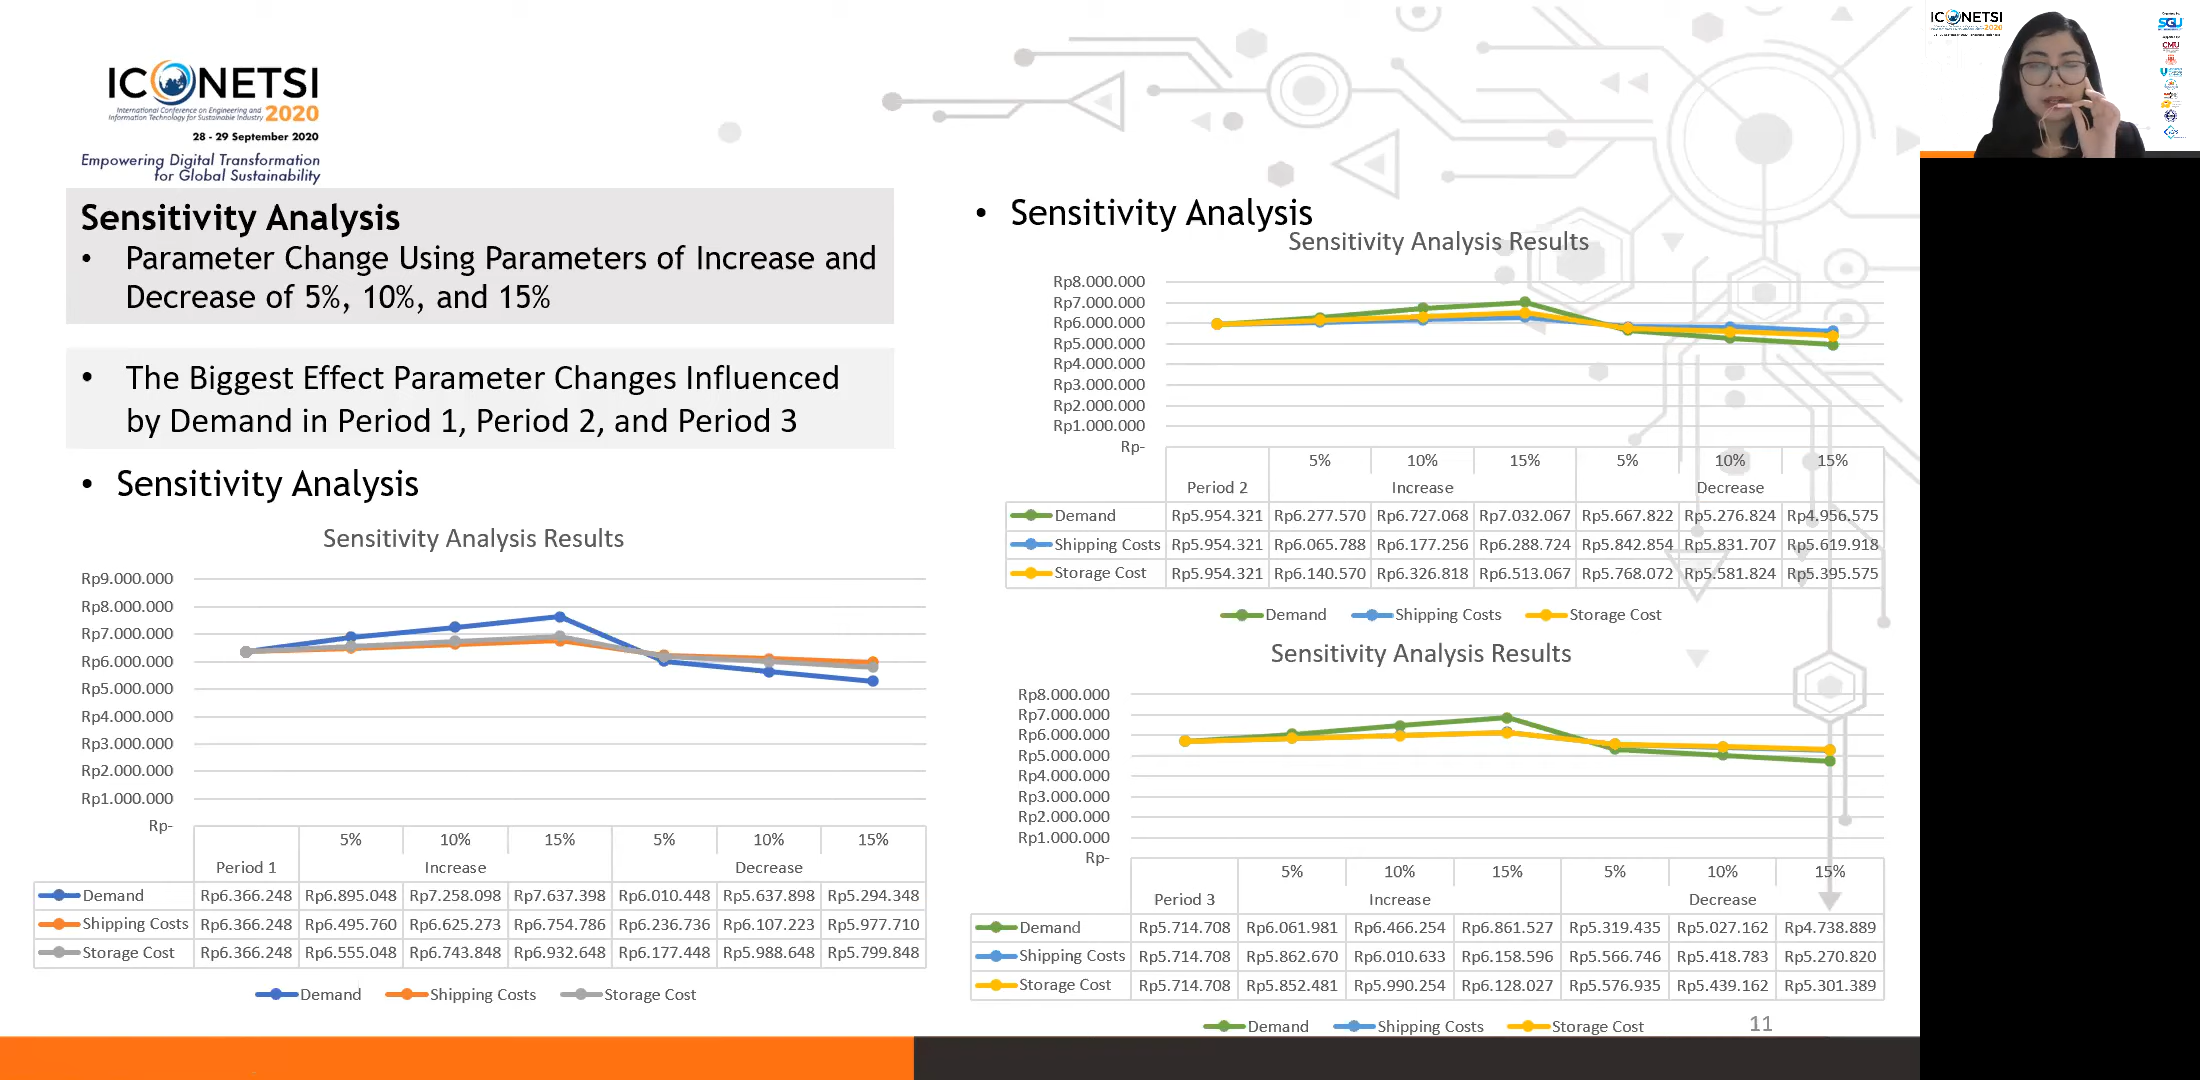 ICONETSI
International Conference on Engineering and
Information Technology for Sustainable Industry 2020
28 - 29 September 2020
Empowering Digital Transformation
for Global Sustainability
Sensitivity Analysis
• Parameter Change Using Parameters of Increase and
Decrease of 5%, 10%, and 15%
• The Biggest Effect Parameter Changes Influenced
by Demand in Period 1, Period 2, and Period 3
• Sensitivity Analysis
Sensitivity Analysis Results
Rp9.000.000
Rp8.000.000
Rp7.000.000
Rp6.000.000
Rp5.000.000
Rp4.000.000
Rp3.000.000
Rp2.000.000
Rp1.000.000
Rp-
5% 10% 15% 5% 10% 15%
Period 1 Increase Decrease
Demand Rp6.366.248 Rp6.895.048 Rp7.258.098 Rp7.637.398 Rp6.010.448 Rp5.637.898 Rp5.294.348
Shipping Costs Rp6.366.248 Rp6.495.760 Rp6.625.273 Rp6.754.786 Rp6.236.736 Rp6.107.223 Rp5.977.710
Storage Cost Rp6.366.248 Rp6.555.048 Rp6.743.848 Rp6.932.648 Rp6.177.448 Rp5.988.648 Rp5.799.848
Demand Shipping Costs Storage Cost
• Sensitivity Analysis
Sensitivity Analysis Results
Rp8.000.000
Rp7.000.000
Rp6.000.000
Rp5.000.000
Rp4.000.000
Rp3.000.000
Rp2.000.000
Rp1.000.000
Rp-
5% 10% 15% 5% 10% 15%
Period 2 Increase Decrease
Demand Rp5.954.321 Rp6.277.570 Rp6.727.068 Rp7.032.067 Rp5.667.822 Rp5.276.824 Rp4.956.575
Shipping Costs Rp5.954.321 Rp6.065.788 Rp6.177.256 Rp6.288.724 Rp5.842.854 Rp5.831.707 Rp5.619.918
Storage Cost Rp5.954.321 Rp6.140.570 Rp6.326.818 Rp6.513.067 Rp5.768.072 Rp5.581.824 Rp5.395.575
Demand Shipping Costs Storage Cost
Sensitivity Analysis Results
Rp8.000.000
Rp7.000.000
Rp6.000.000
Rp5.000.000
Rp4.000.000
Rp3.000.000
Rp2.000.000
Rp1.000.000
Rp-
5% 10% 15% 5% 10% 15%
Period 3 Increase Decrease
Demand Rp5.714.708 Rp6.061.981 Rp6.466.254 Rp6.861.527 Rp5.319.435 Rp5.027.162 Rp4.738.889
Shipping Costs Rp5.714.708 Rp5.862.670 Rp6.010.633 Rp6.158.596 Rp5.566.746 Rp5.418.783 Rp5.270.820
Storage Cost Rp5.714.708 Rp5.852.481 Rp5.990.254 Rp6.128.027 Rp5.576.935 Rp5.439.162 Rp5.301.389
Demand Shipping Costs Storage Cost
11
ICONETSI
2020
SGU
CMU